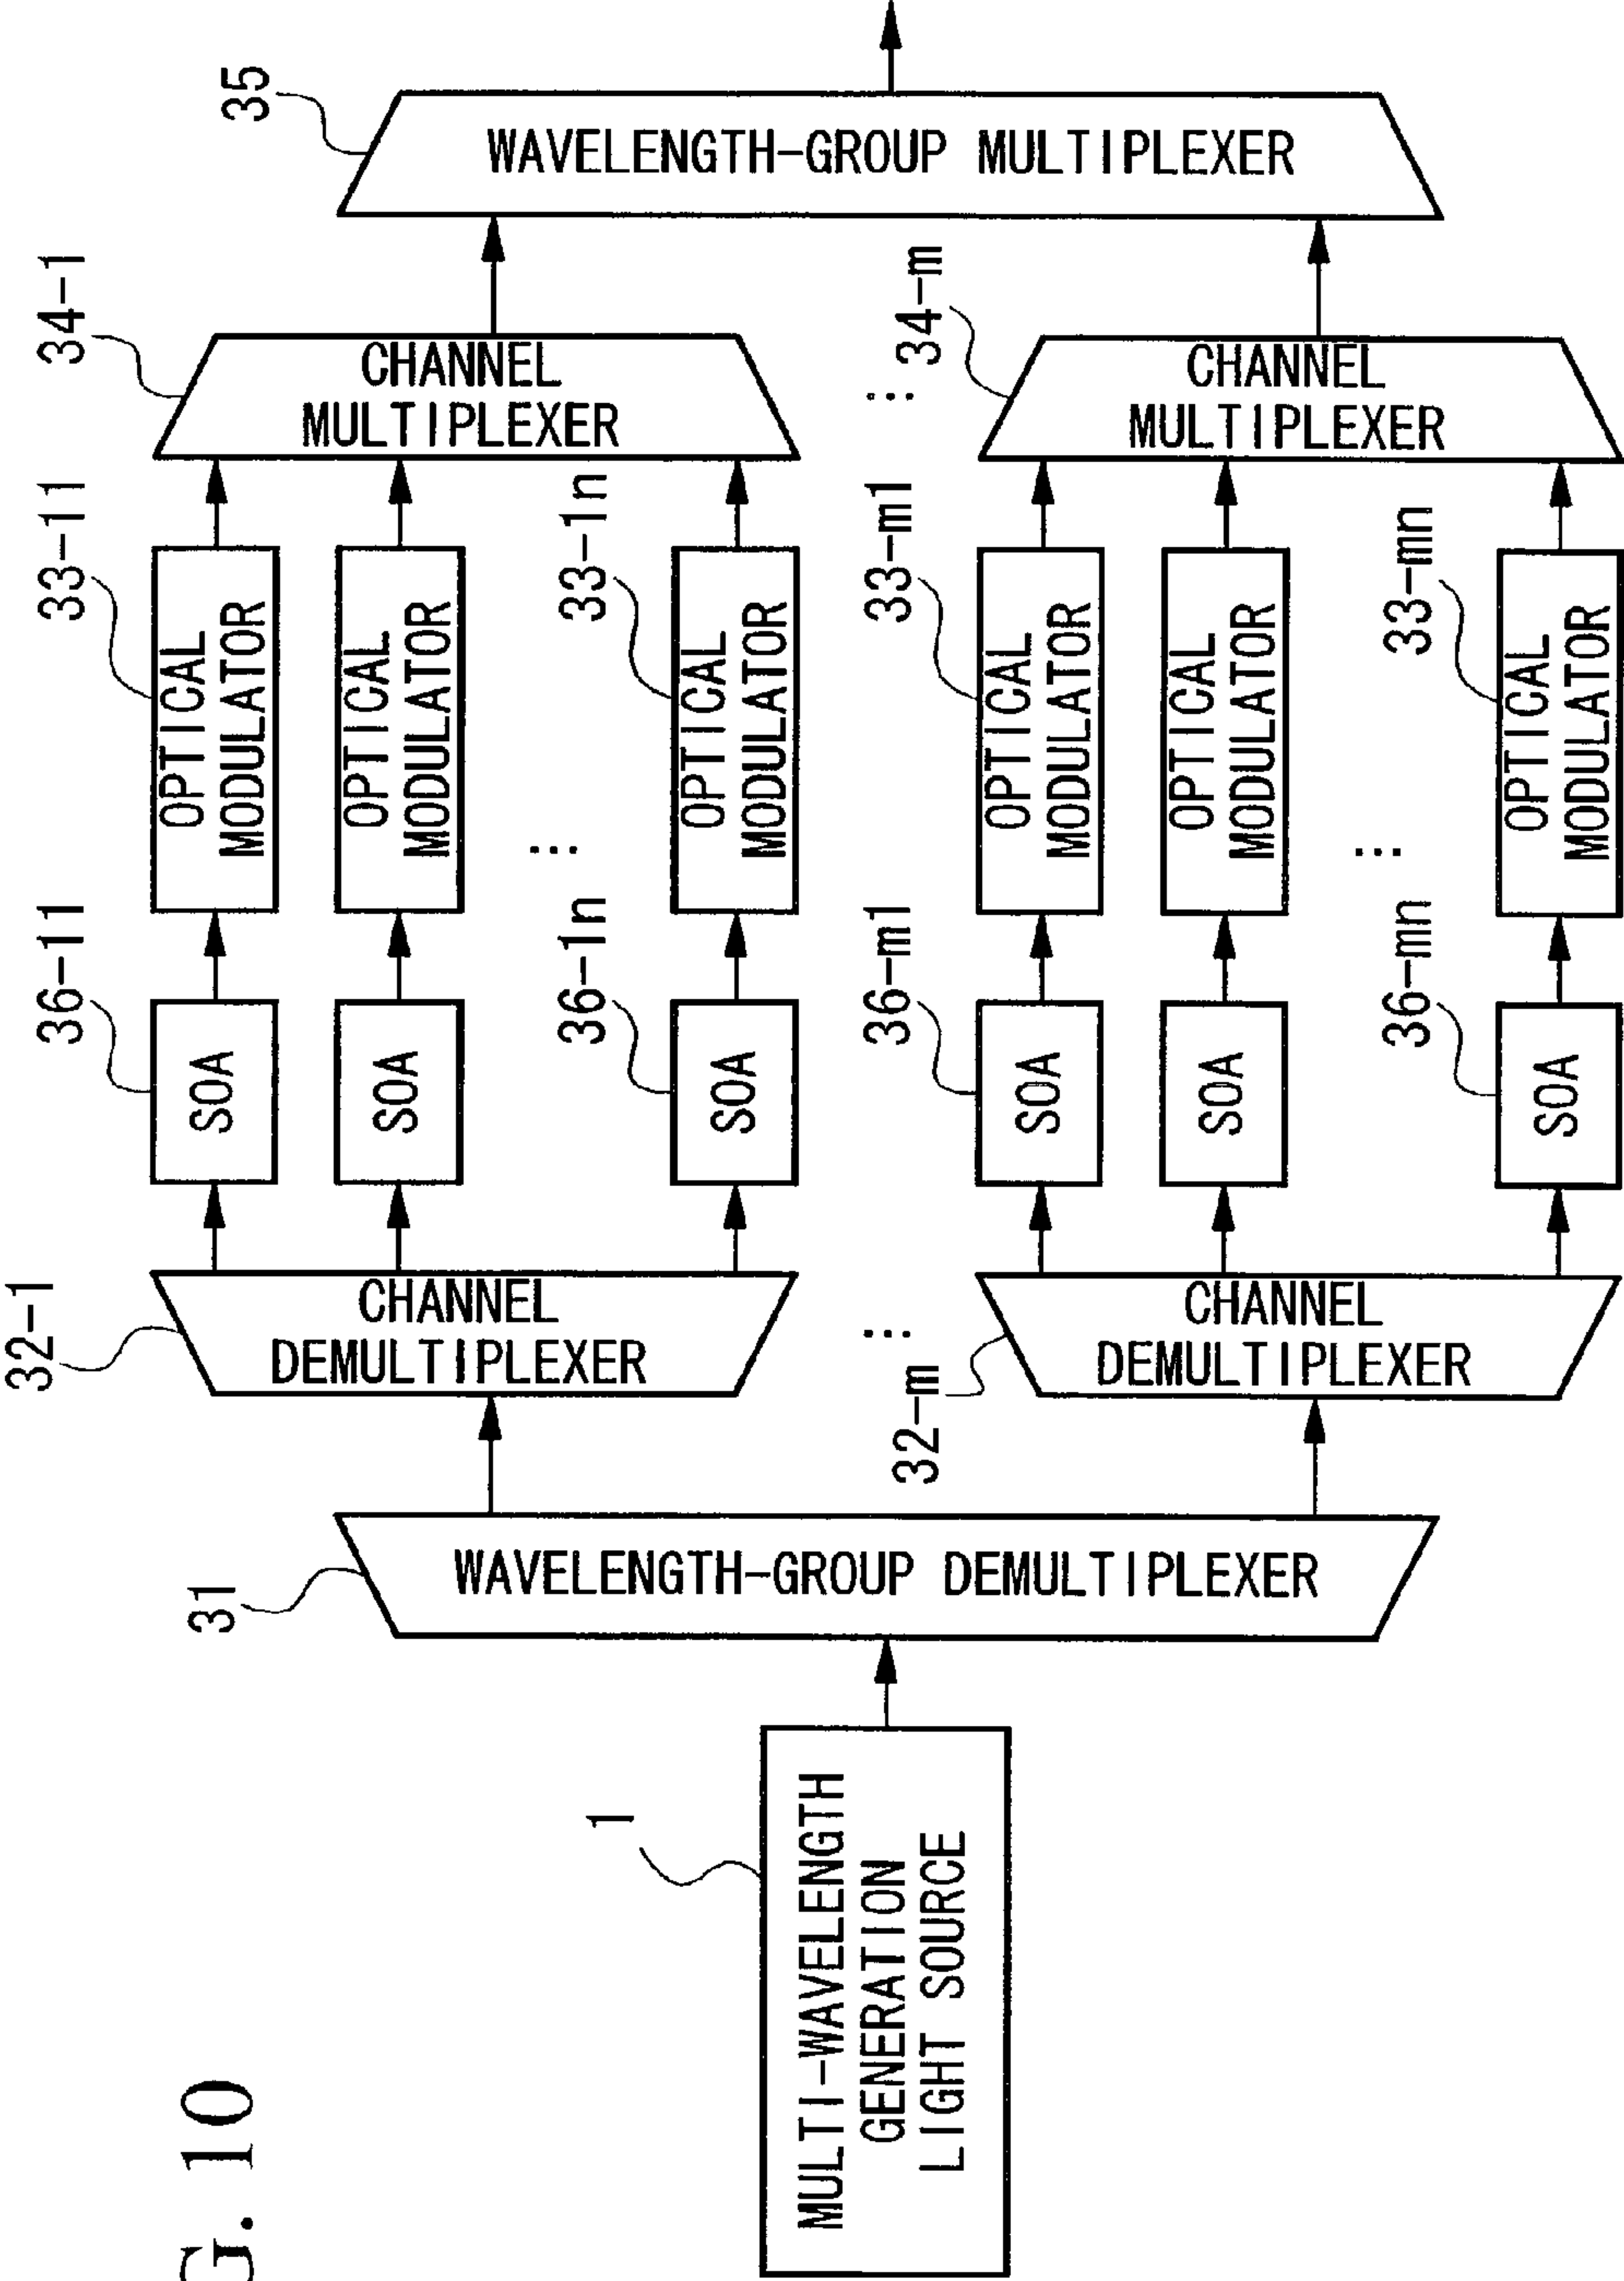 G. 10
1
MULTI-WAVELENGTH
GENERATION
LIGHT SOURCE
31
WAVELENGTH-GROUP DEMULTIPLEXER
32-1
CHANNEL
DEMULTIPLEXER
⋮
32-m
CHANNEL
DEMULTIPLEXER
36-11
SOA
SOA
36-1n
SOA
36-m1
SOA
SOA
36-mn
SOA
33-11
OPTICAL
MODULATOR
OPTICAL
MODULATOR
⋮
33-1n
OPTICAL
MODULATOR
33-m1
OPTICAL
MODULATOR
OPTICAL
MODULATOR
⋮
33-mn
OPTICAL
MODULATOR
34-1
CHANNEL
MULTIPLEXER
⋮
34-m
CHANNEL
MULTIPLEXER
35
WAVELENGTH-GROUP MULTIPLEXER